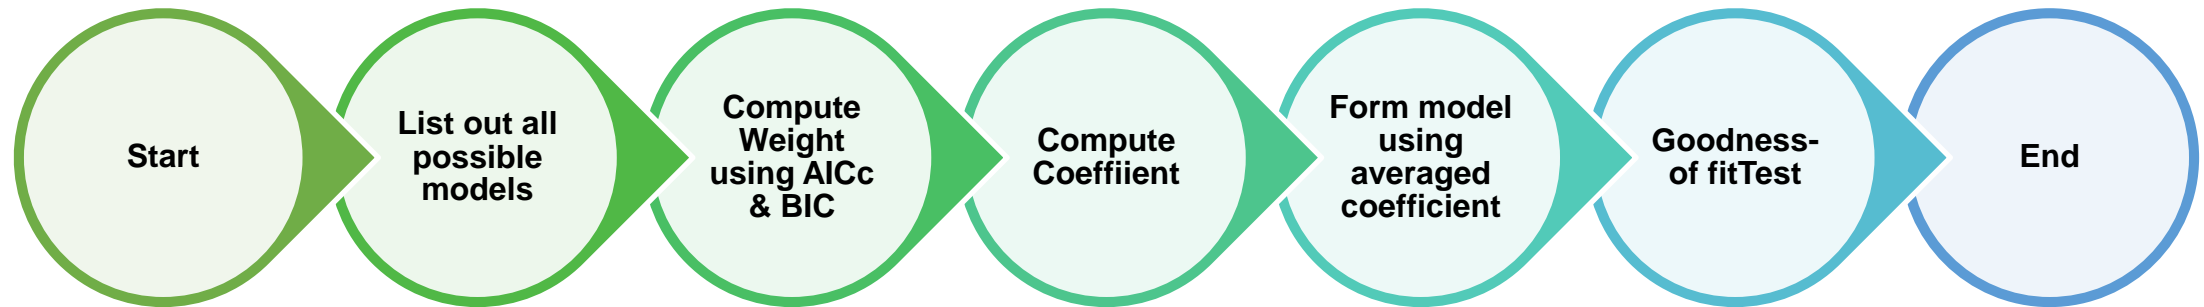 Start
List out all
possible
models
Compute
Weight
using AICc
& BIC
Compute
Coeffiient
Form model
using
averaged
coefficient
Goodness-
of fitTest
End